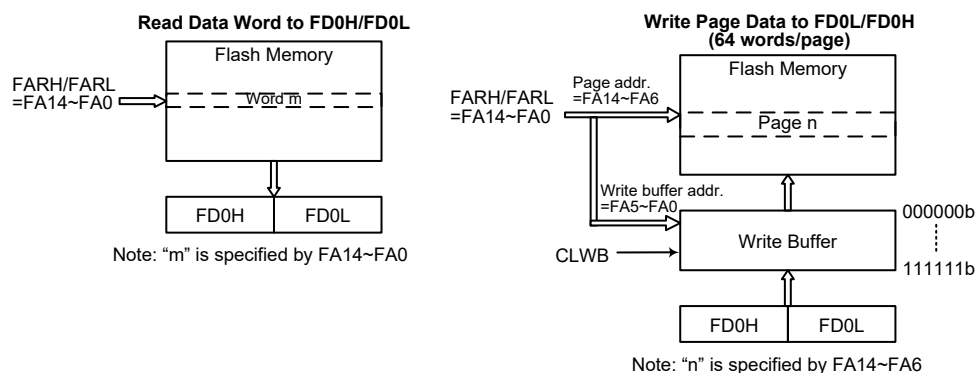 Read Data Word to FD0H/FD0L
Flash Memory
FARH/FARL
=FA14~FA0
Word m
FD0H
FD0L
Note: “m” is specified by FA14~FA0
Write Page Data to FD0L/FD0H
(64 words/page)
Flash Memory
Page addr.
=FA14~FA6
FARH/FARL
=FA14~FA0
Page n
Write buffer addr.
=FA5~FA0
000000b
Write Buffer
CLWB
111111b
FD0H
FD0L
Note: “n” is specified by FA14~FA6